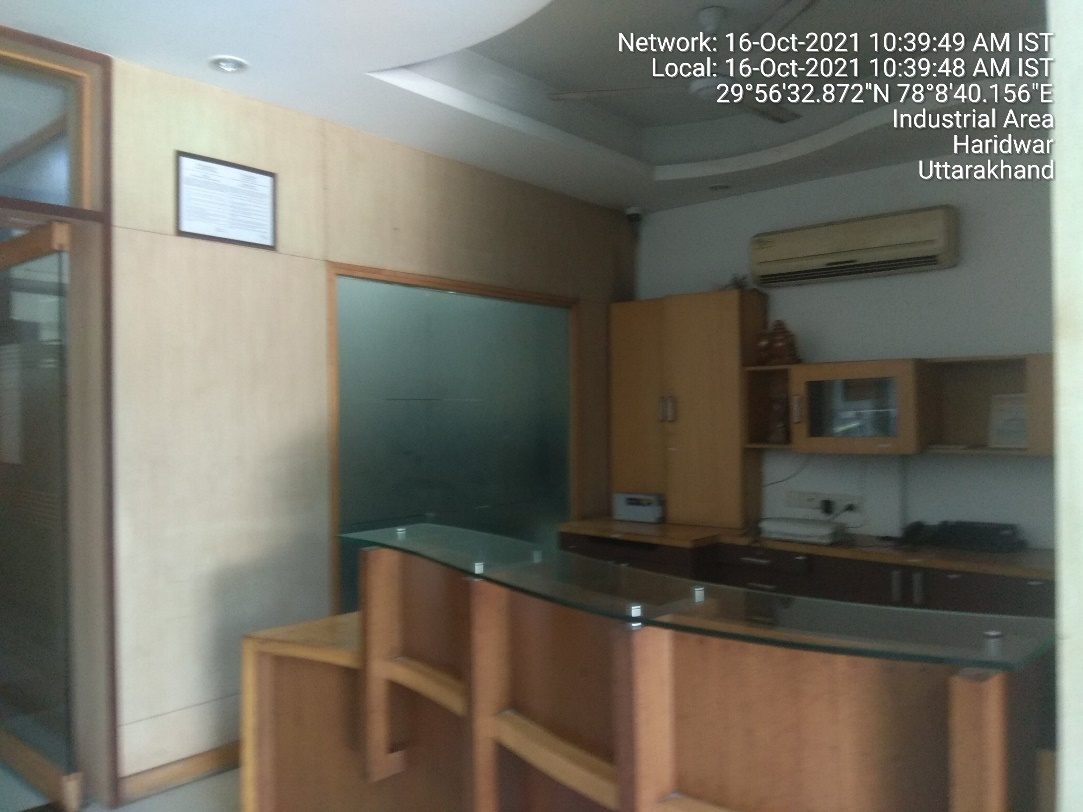 Network: 16-Oct-2021 10:39:49 AM IST
Local: 16-Oct-2021 10:39:48 AM IST
29°56'32.872"N 78°8'40.156"E
Industrial Area
Haridwar
Uttarakhand